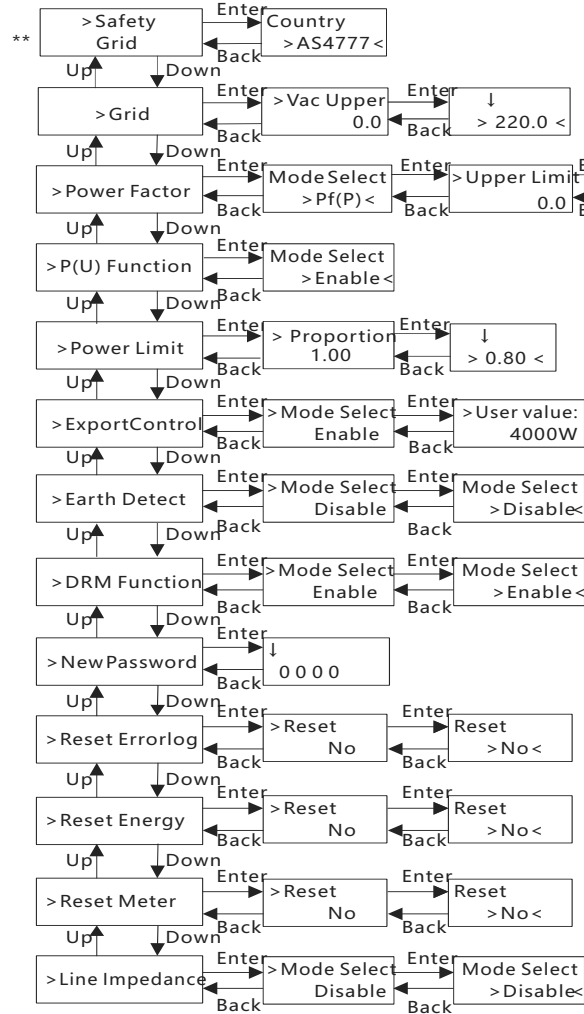 ** >Safety Grid
Enter
Back
Country
>AS4777<
Up
Down
>Grid
Enter
Back
>Vac Upper
0.0
Enter
Back
↓
> 220.0 <
Up
Down
>Power Factor
Enter
Back
Mode Select
>Pf(P)<
Enter
Back
>Upper Limit
0.0
Up
Down
>P(U) Function
Enter
Back
Mode Select
>Enable<
Up
Down
>Power Limit
Enter
Back
> Proportion
1.00
Enter
Back
↓
> 0.80 <
Up
Down
>ExportControl
Enter
Back
>Mode Select
Enable
Enter
Back
>User value:
4000W
Up
Down
>Earth Detect
Enter
Back
>Mode Select
Disable
Enter
Back
Mode Select
>Disable<
Up
Down
>DRM Function
Enter
Back
>Mode Select
Enable
Enter
Back
Mode Select
>Enable<
Up
Down
>New Password
Enter
Back
↓
0 0 0 0
Up
Down
>Reset Errorlog
Enter
Back
>Reset
No
Enter
Back
Reset
>No<
Up
Down
>Reset Energy
Enter
Back
>Reset
No
Enter
Back
Reset
>No<
Up
Down
>Reset Meter
Enter
Back
>Reset
No
Enter
Back
Reset
>No<
Up
Down
>Line Impedance
Enter
Back
>Mode Select
Disable
Enter
Back
Mode Select
>Disable<